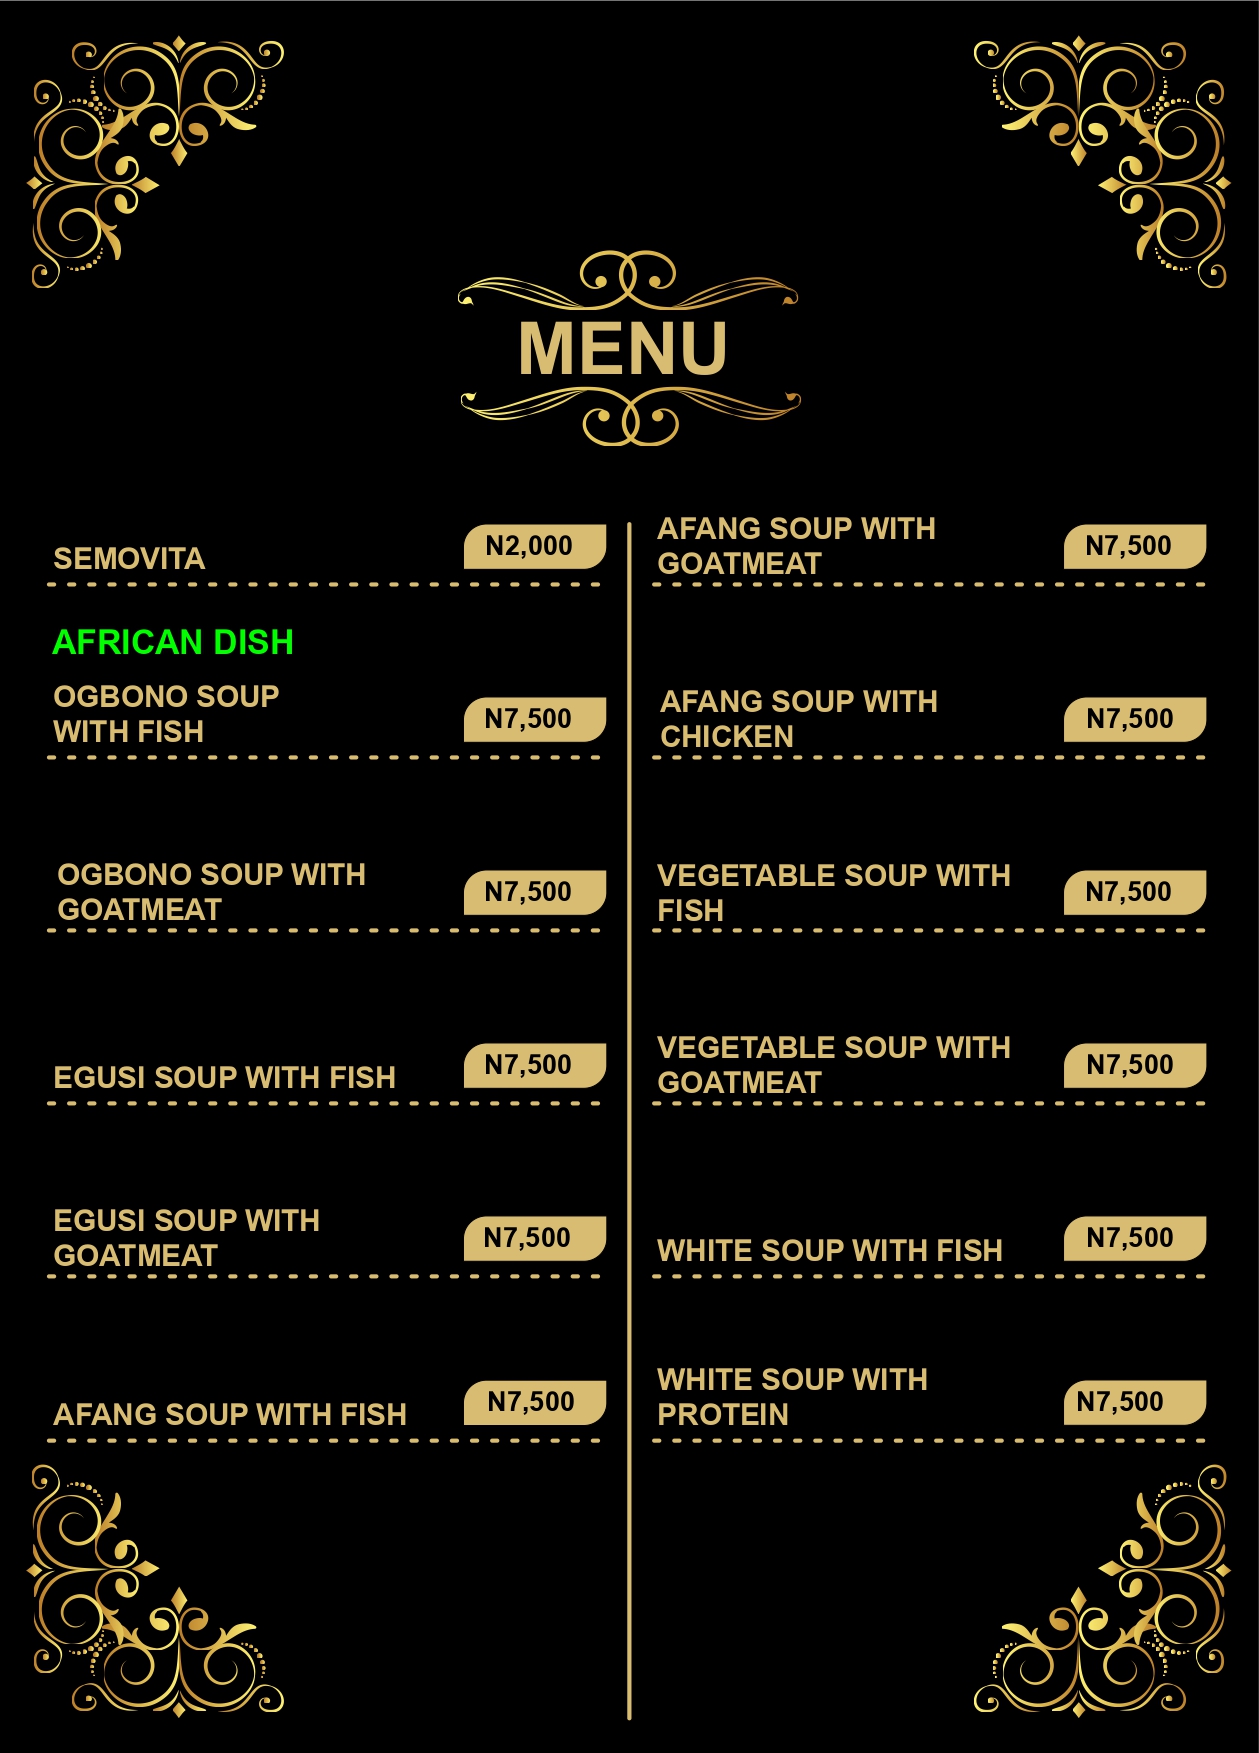 MENU
SEMOVITA
N2,000
AFRICAN DISH
OGBONO SOUP
WITH FISH
N7,500
OGBONO SOUP WITH
GOATMEAT
N7,500
EGUSI SOUP WITH FISH
N7,500
EGUSI SOUP WITH
GOATMEAT
N7,500
AFANG SOUP WITH FISH
N7,500
AFANG SOUP WITH
GOATMEAT
N7,500
AFANG SOUP WITH
CHICKEN
N7,500
VEGETABLE SOUP WITH
FISH
N7,500
VEGETABLE SOUP WITH
GOATMEAT
N7,500
WHITE SOUP WITH FISH
N7,500
WHITE SOUP WITH
PROTEIN
N7,500